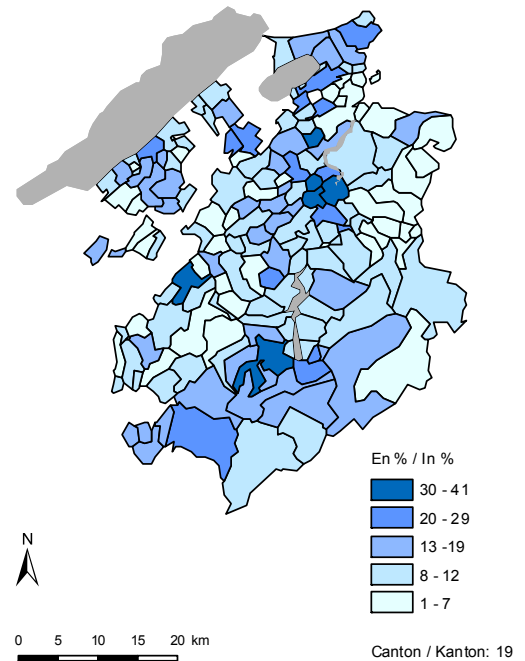 En % / In %
30 - 41
20 - 29
13 -19
8 - 12
1 - 7
N
0 5 10 15 20 km
Canton / Kanton: 19